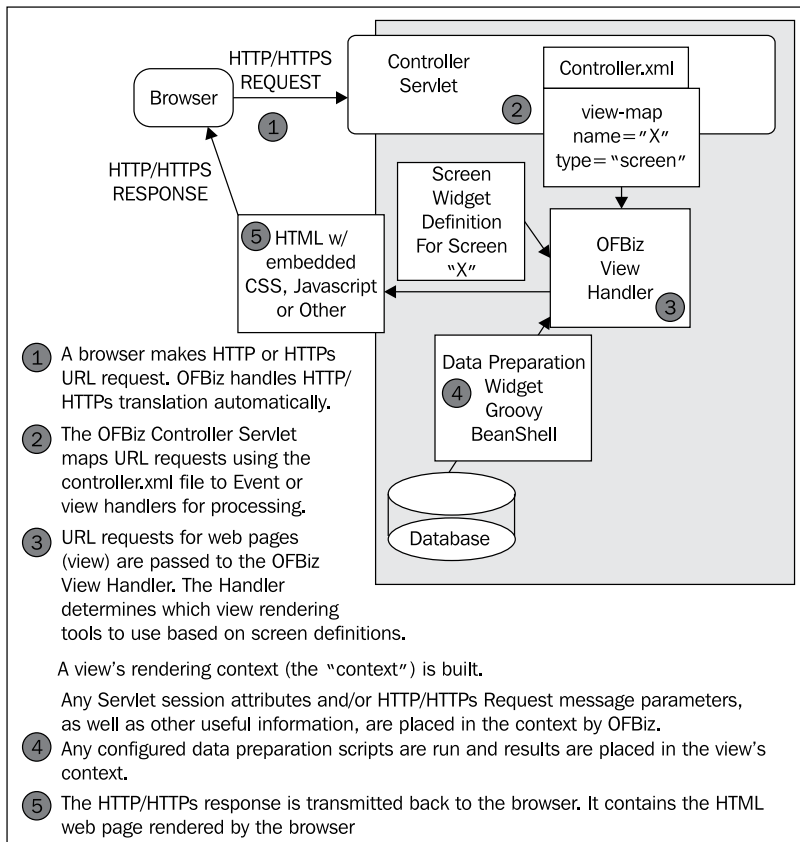 HTTP/HTTPS
REQUEST
Browser
1
Controller
Servlet
2
Controller.xml
view-map
name="X"
type="screen"
HTTP/HTTPS
RESPONSE
Screen
Widget
Definition
For Screen
"X"
OFBiz
View
Handler
3
5
HTML w/
embedded
CSS, Javascript
or Other
Data Preparation
4
Widget
Groovy
BeanShell
Database
1 A browser makes HTTP or HTTPs
URL request. OFBiz handles HTTP/
HTTPs translation automatically.
2 The OFBiz Controller Servlet
maps URL requests using the
controller.xml file to Event or
view handlers for processing.
3 URL requests for web pages
(view) are passed to the OFBiz
View Handler. The Handler
determines which view rendering
tools to use based on screen definitions.
A view's rendering context (the "context") is built.
Any Servlet session attributes and/or HTTP/HTTPs Request message parameters,
as well as other useful information, are placed in the context by OFBiz.
4 Any configured data preparation scripts are run and results are placed in the view's
context.
5 The HTTP/HTTPs response is transmitted back to the browser. It contains the HTML
web page rendered by the browser